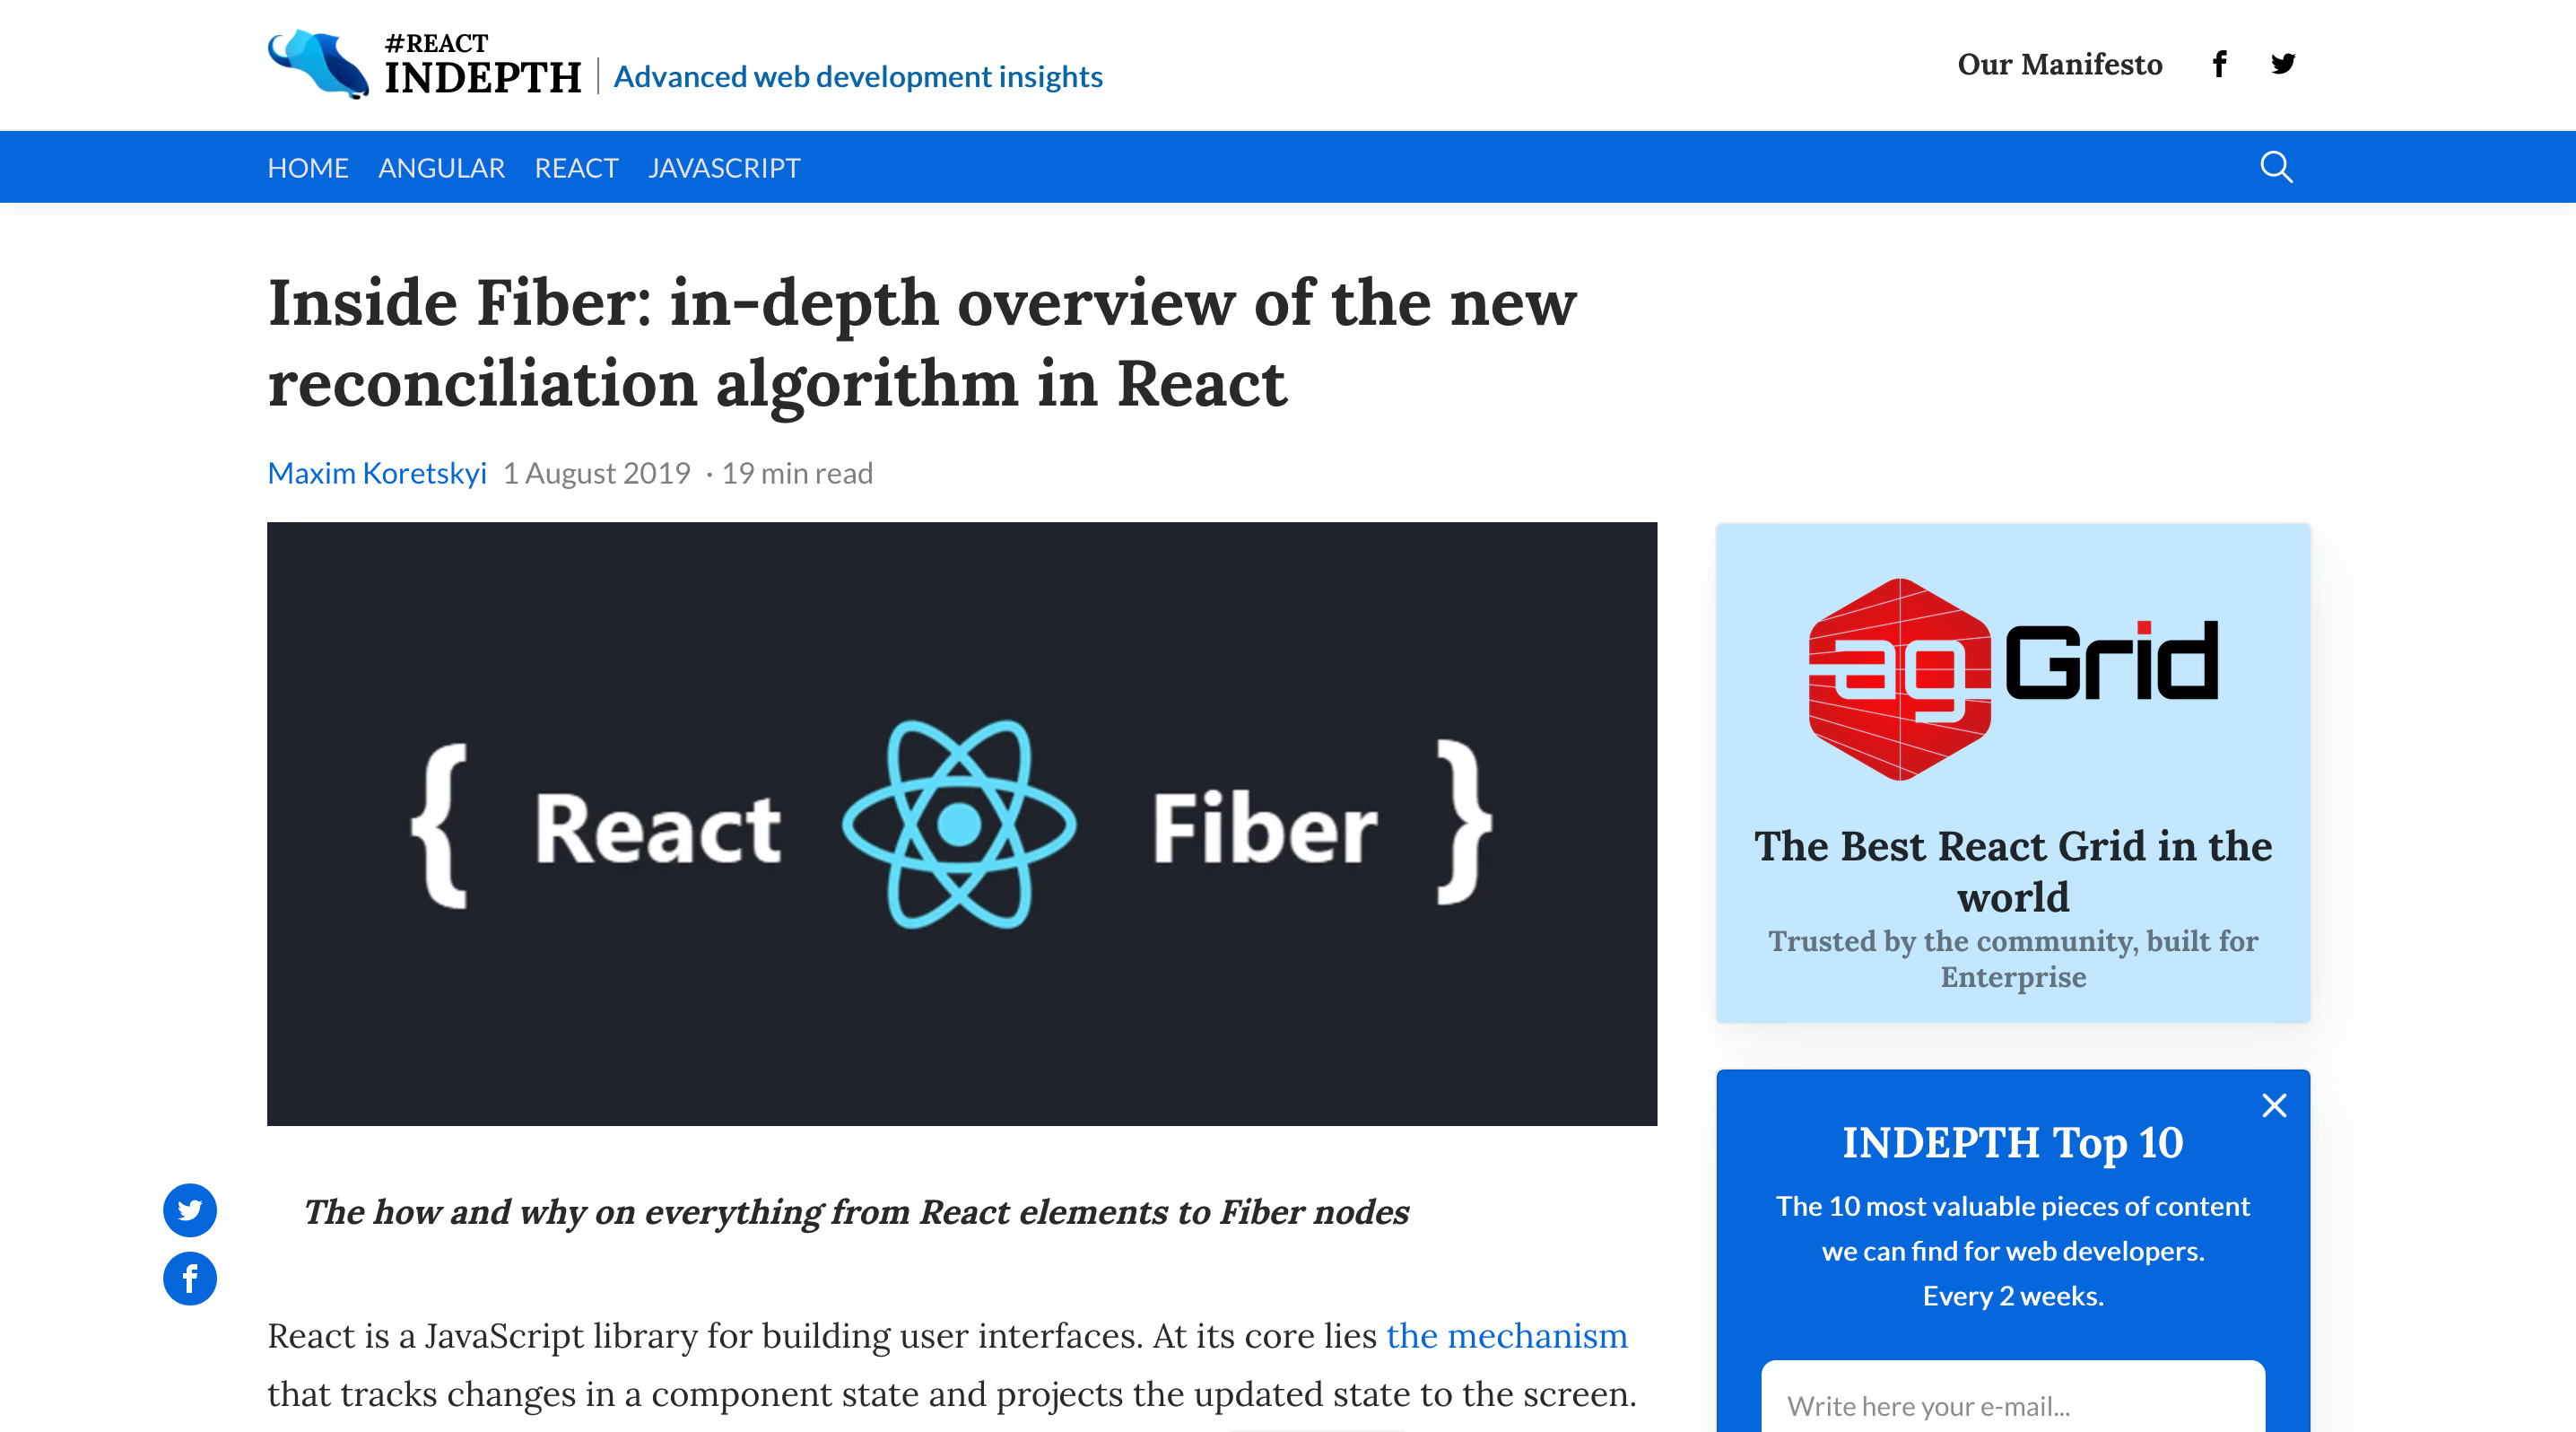 #REACT
INDEPTH
Advanced web development insights
Our Manifesto
HOME ANGULAR REACT JAVASCRIPT
Inside Fiber: in-depth overview of the new
reconciliation algorithm in React
Maxim Koretskyi 1 August 2019 · 19 min read
{ React Fiber }
The how and why on everything from React elements to Fiber nodes
React is a JavaScript library for building user interfaces. At its core lies the mechanism
that tracks changes in a component state and projects the updated state to the screen.
ag Grid
The Best React Grid in the
world
Trusted by the community, built for
Enterprise
INDEPTH Top 10
The 10 most valuable pieces of content
we can find for web developers.
Every 2 weeks.
Write here your e-mail...